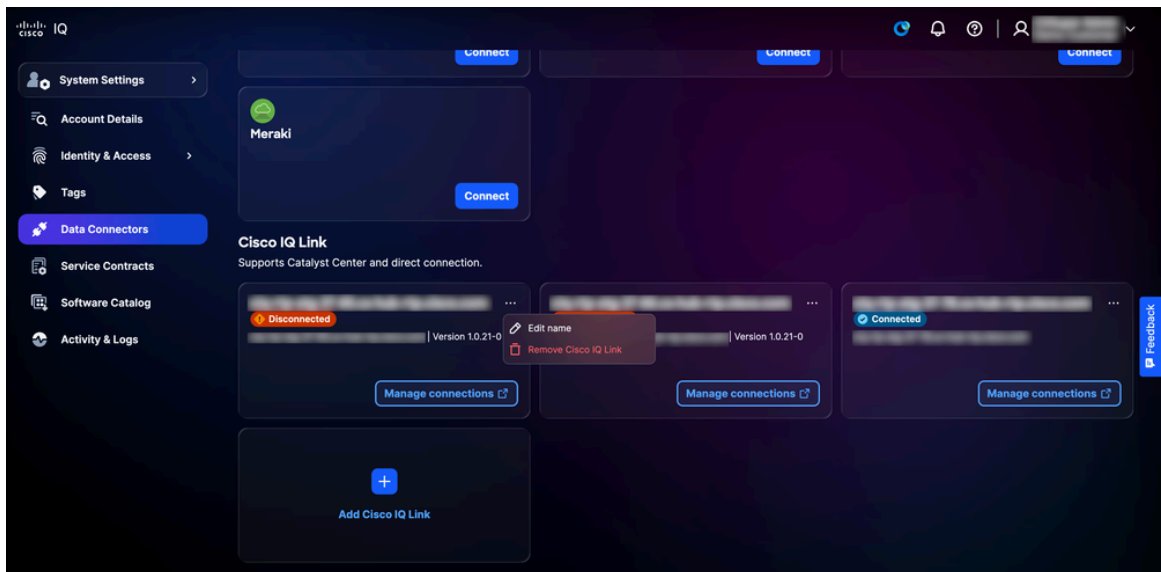 CISCO IQ
System Settings
Account Details
Identity & Access
Tags
Data Connectors
Service Contracts
Software Catalog
Activity & Logs
Connect
Connect
Connect
Meraki
Connect
Cisco IQ Link
Supports Catalyst Center and direct connection.
Disconnected
| Version 1.0.21-0
Manage connections
Edit name
Remove Cisco IQ Link
| Version 1.0.21-0
Manage connections
Connected
Manage connections
Add Cisco IQ Link
Feedback